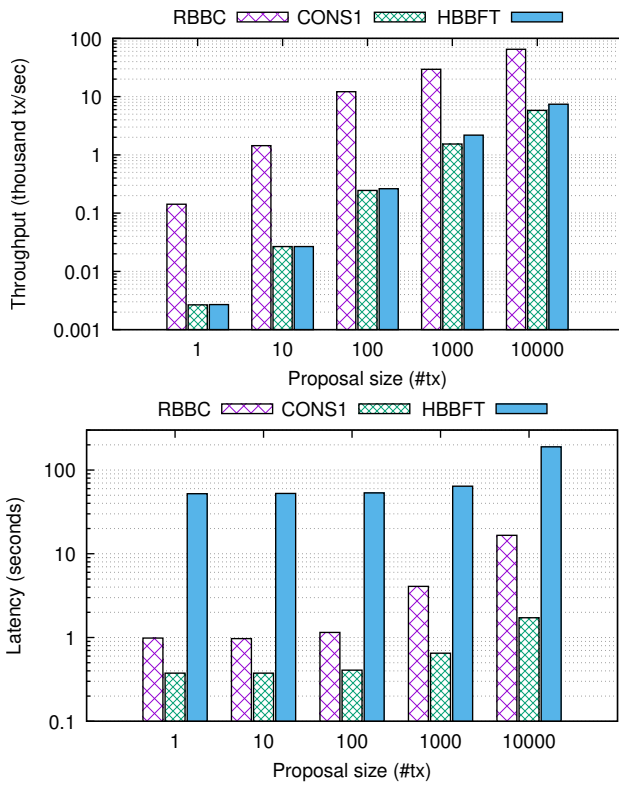 RBBC CONS1 HBBFT
100
10
1
0.1
0.01
0.001
Throughput (thousand tx/sec)
1 10 100 1000 10000
Proposal size (#tx)
RBBC CONS1 HBBFT
100
10
1
0.1
Latency (seconds)
1 10 100 1000 10000
Proposal size (#tx)